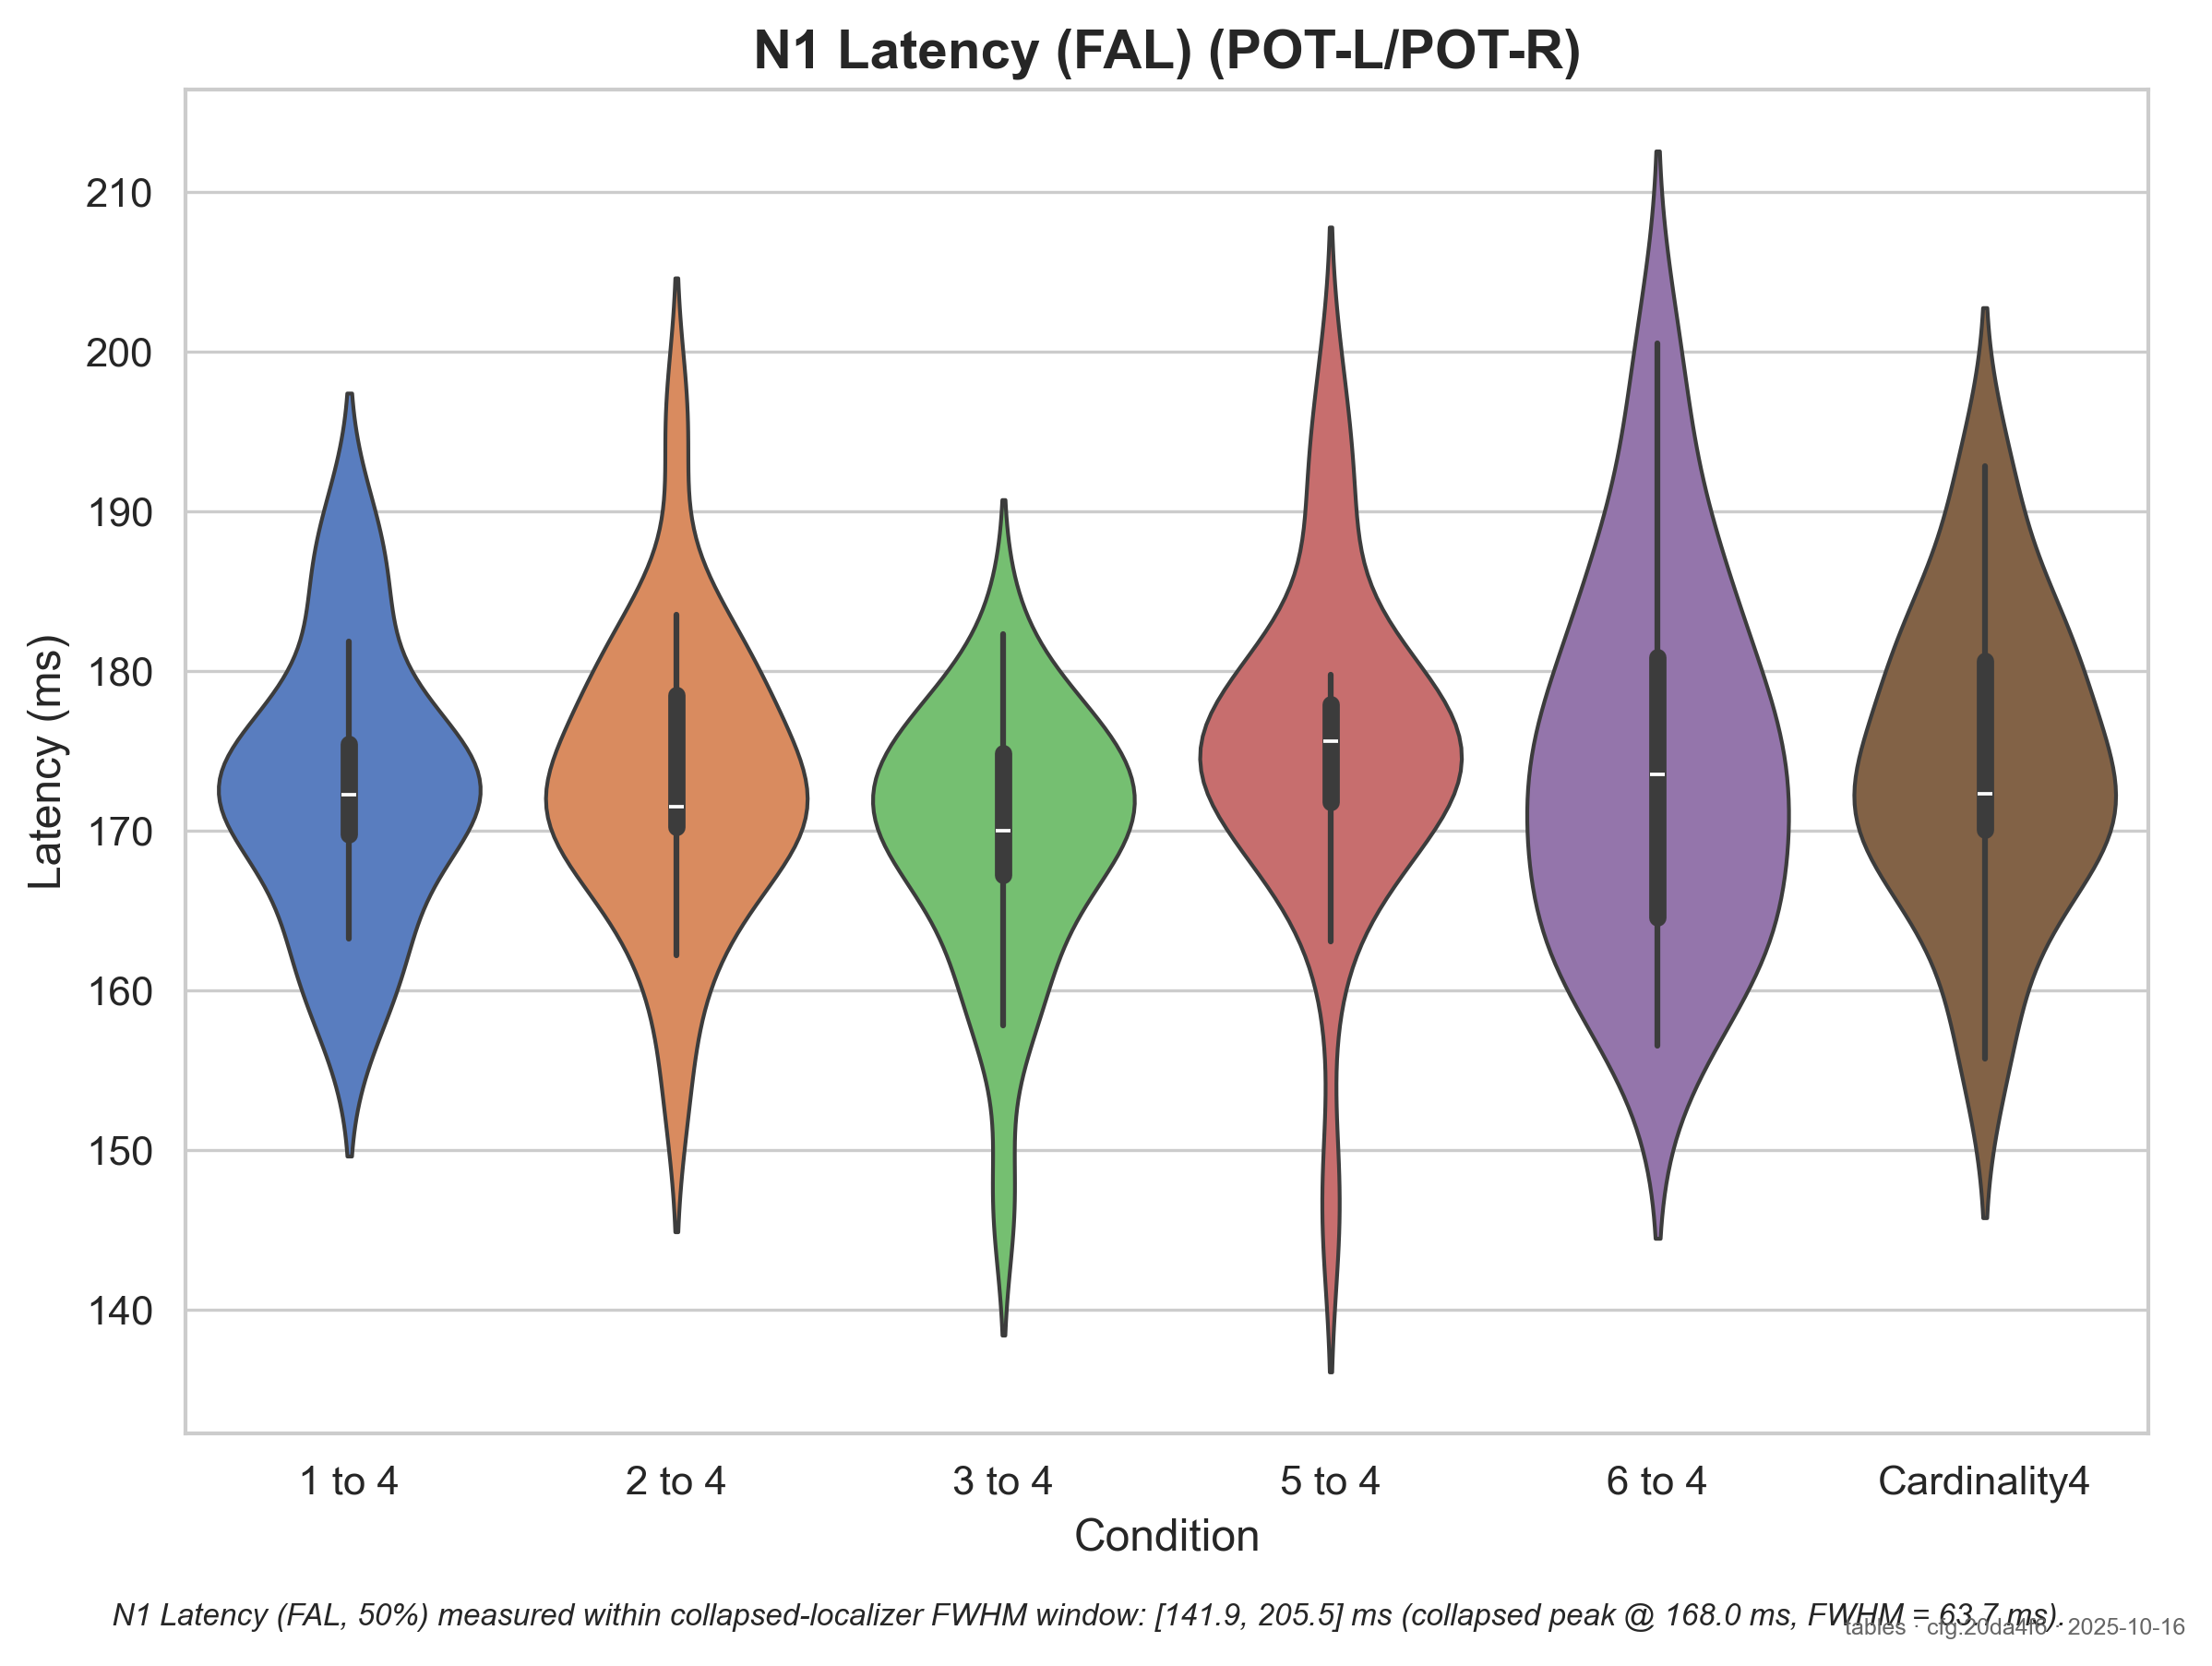 N1 Latency (FAL) (POT-L/POT-R)
210
200
190
180
170
160
150
140
Latency (ms)
1 to 4
2 to 4
3 to 4
5 to 4
6 to 4
Cardinality4
Condition
N1 Latency (FAL, 50%) measured within collapsed-localizer FWHM window: [141.9, 205.5] ms (collapsed peak @ 168.0 ms, FWHM = 63.7 ms).
tables · cfg:20da4f6 · 2025-10-16